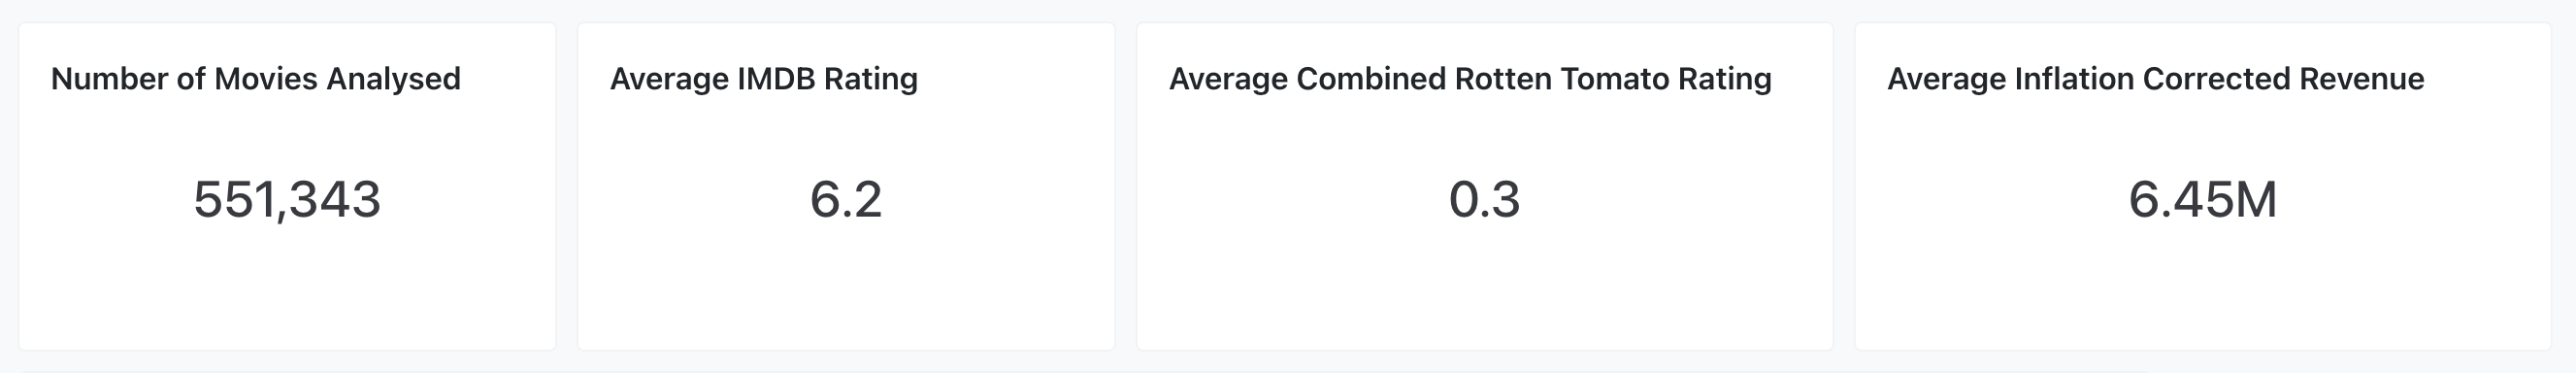 Number of Movies Analysed
551,343
Average IMDB Rating
6.2
Average Combined Rotten Tomato Rating
0.3
Average Inflation Corrected Revenue
6.45M